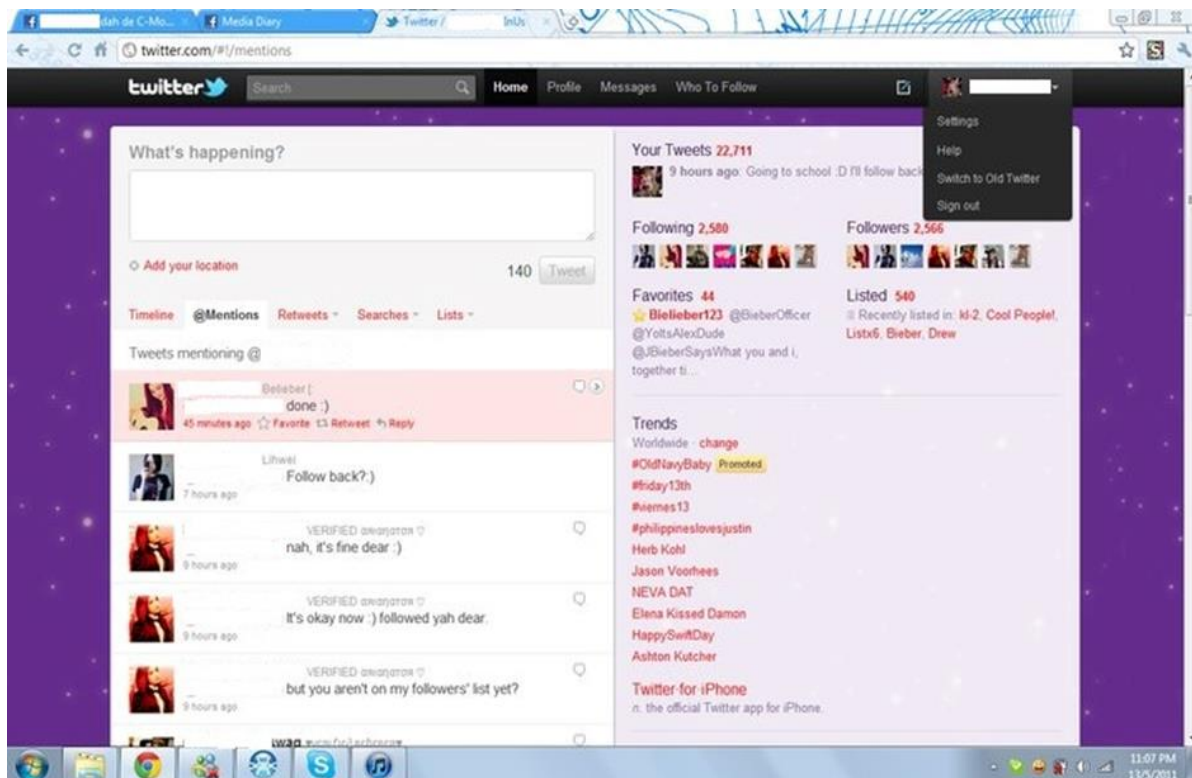 dah de C-Mo...
Media Diary
Twitter /
InUs
twitter.com/#!/mentions
twitter
Search
Home
Profile
Messages
Who To Follow
Settings
Help
Switch to Old Twitter
Sign out
What's happening?
Add your location
140
Tweet
Timeline
@Mentions
Retweets
Searches
Lists
Tweets mentioning @
Belieber [:
done :)
45 minutes ago Favorite Retweet Reply
Lihwei
Follow back?:)
7 hours ago
VERIFIED
nah, it's fine dear :)
9 hours ago
VERIFIED
It's okay now :) followed yah dear.
9 hours ago
VERIFIED
but you aren't on my followers' list yet?
9 hours ago
Your Tweets 22,711
9 hours ago: Going to school :D I'll follow back
Following 2,580
Followers 2,566
Favorites 44
Bielieber123 @BieberOfficer
@YoltsAlexDude
@JBieberSaysWhat you and i,
together ti...
Listed 540
Recently listed in: kl-2, Cool People!,
Listx6, Bieber, Drew
Trends
Worldwide · change
#OldNavyBaby Promoted
#friday13th
#viernes13
#philippineslovesjustin
Herb Kohl
Jason Voorhees
NEVA DAT
Elena Kissed Damon
HappySwiftDay
Ashton Kutcher
Twitter for iPhone
n. the official Twitter app for iPhone.
11:07 PM
13/5/2011